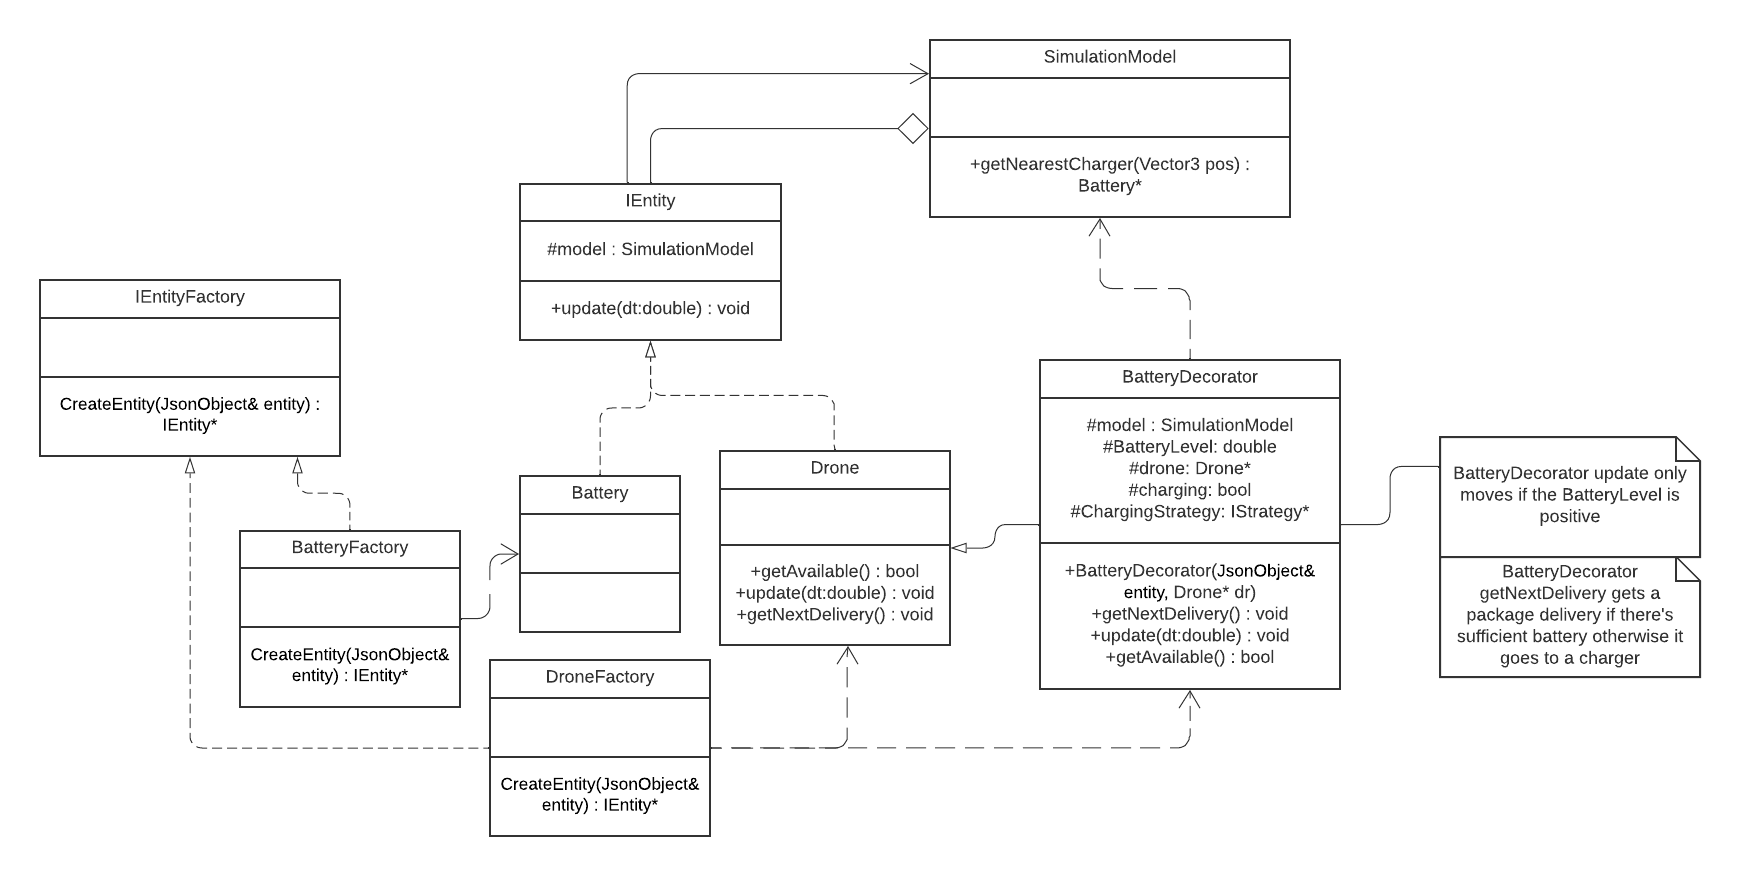 SimulationModel
+getNearestCharger(Vector3 pos) :
Battery*
IEntity
#model : SimulationModel
+update(dt:double) : void
IEntityFactory
CreateEntity(JsonObject& entity) :
IEntity*
BatteryDecorator
#model : SimulationModel
#BatteryLevel: double
#drone: Drone*
#charging: bool
#ChargingStrategy: IStrategy*
+BatteryDecorator(JsonObject&
entity, Drone* dr)
+getNextDelivery() : void
+update(dt:double) : void
+getAvailable() : bool
BatteryDecorator update only
moves if the BatteryLevel is
positive
BatteryDecorator
getNextDelivery gets a
package delivery if there's
sufficient battery otherwise it
goes to a charger
Drone
+getAvailable() : bool
+update(dt:double) : void
+getNextDelivery() : void
Battery
BatteryFactory
CreateEntity(JsonObject&
entity) : IEntity*
DroneFactory
CreateEntity(JsonObject&
entity) : IEntity*